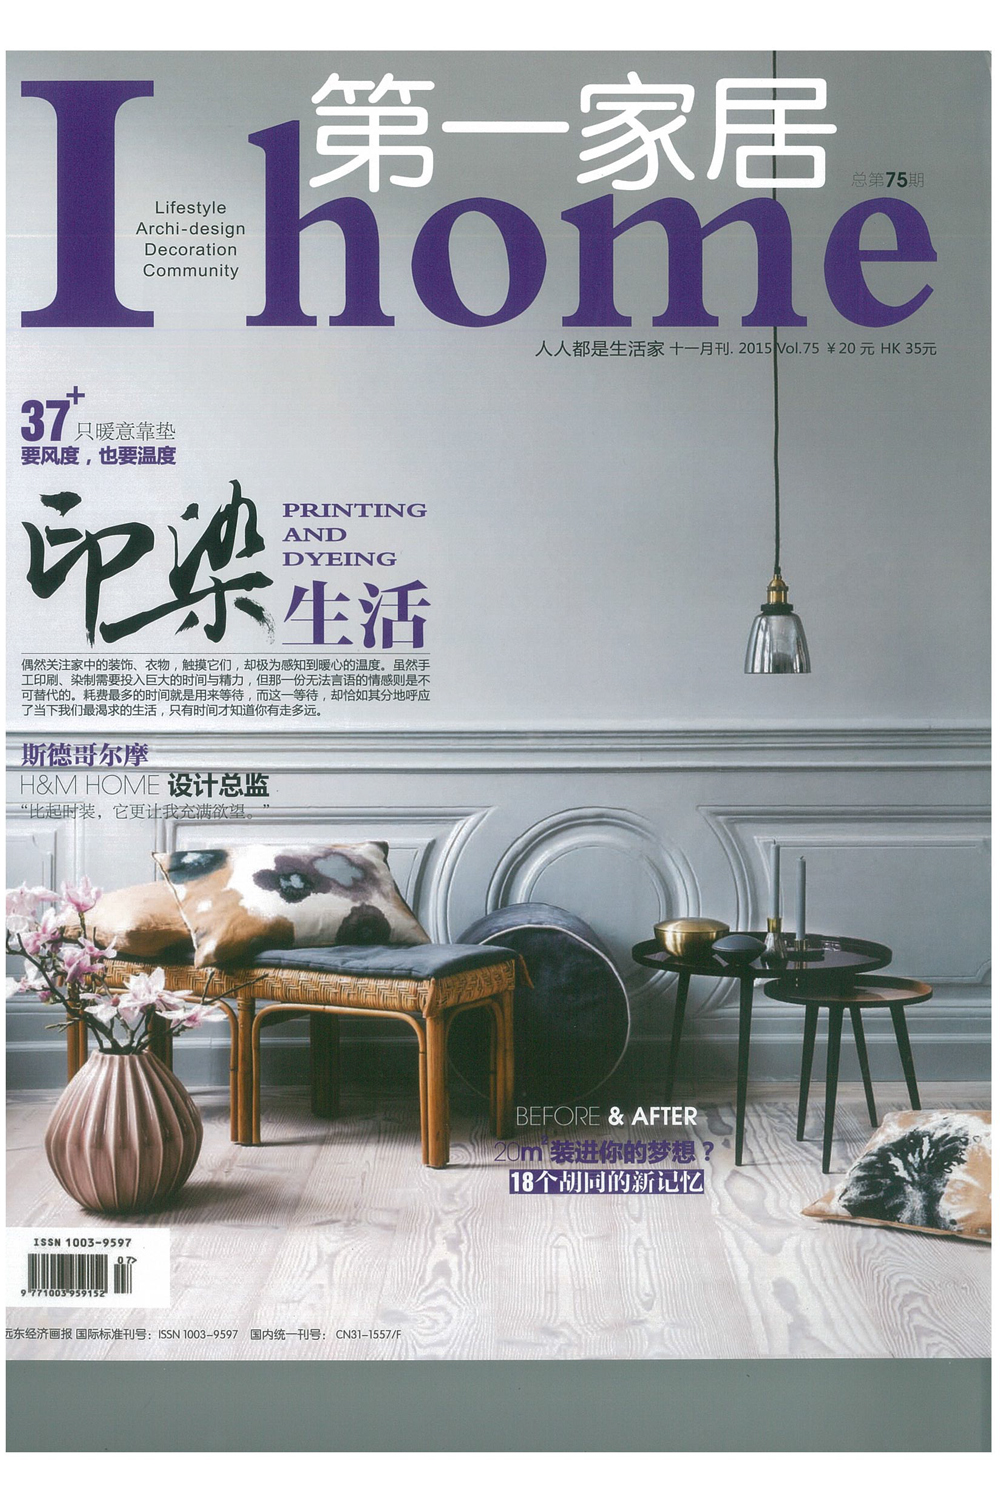 第一家居
I home
总第75期
Lifestyle
Archi-design
Decoration
Community
人人都是生活家 十一月刊. 2015 Vol.75 ￥20 元 HK 35元
37+
只暖意靠垫
要风度，也要温度
印染
PRINTING
AND
DYEING
生活
偶然关注家中的装饰、衣物，触摸它们，却极为感知到暖心的温度。虽然手
工印刷、染制需要投入巨大的时间与精力，但那一份无法言语的情感则是不
可替代的。耗费最多的时间就是用来等待，而这一等待，却恰如其分地呼应
了当下我们最渴求的生活，只有时间才知道你有走多远。
斯德哥尔摩
H&M HOME 设计总监
“比起时装，它更让我充满欲望。”
BEFORE & AFTER
20m²装进你的梦想？
18个胡同的新记忆
ISSN 1003-9597
07>
9 771003 959152
远东经济画报 国际标准刊号：ISSN 1003-9597 国内统一刊号： CN31-1557/F